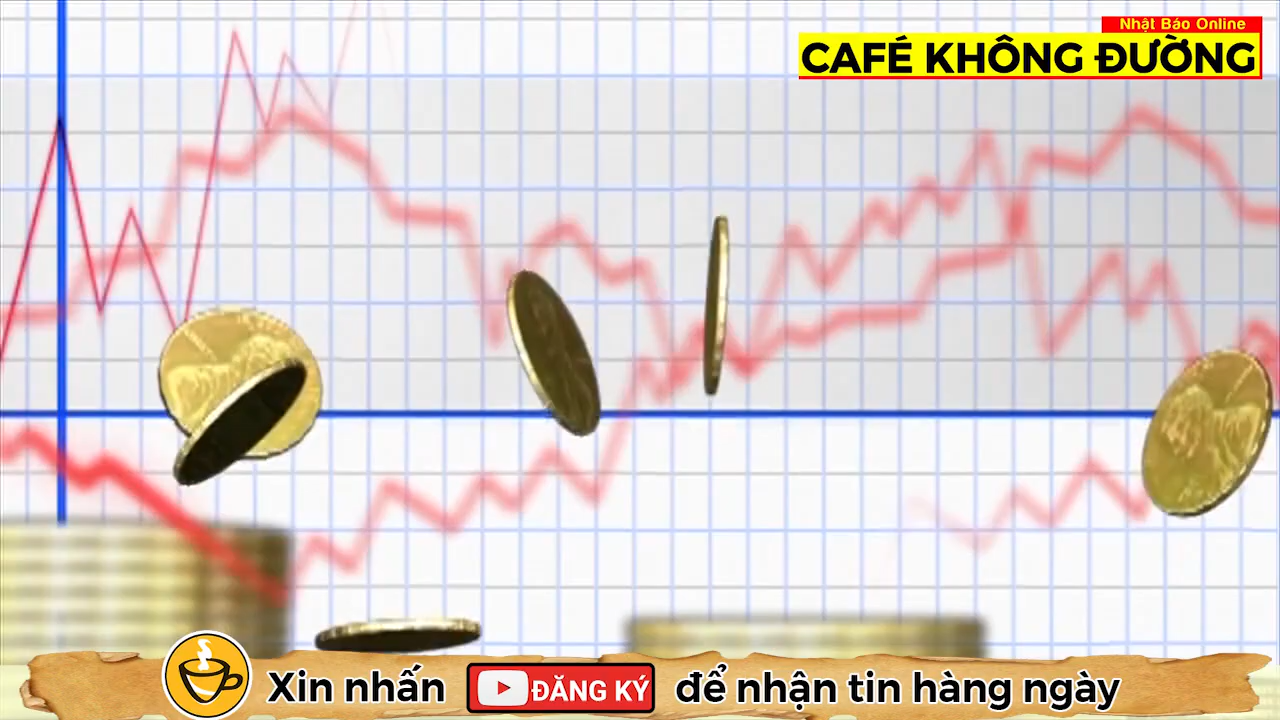 Nhật Báo Online
CAFÉ KHÔNG ĐƯỜNG
Xin nhấn ĐĂNG KÝ để nhận tin hàng ngày